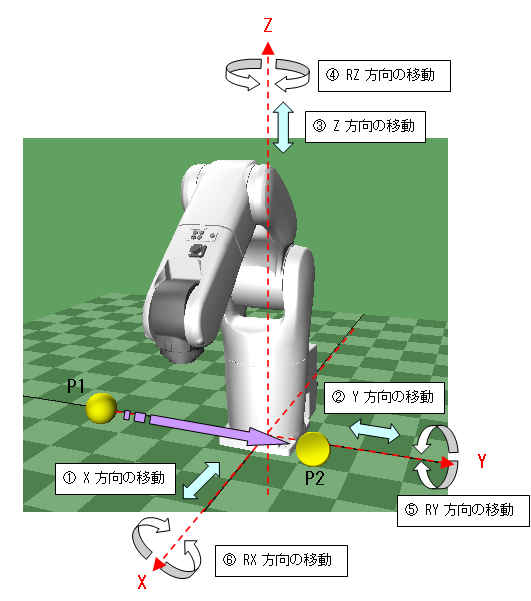 Z
④ RZ 方向の移動
③ Z 方向の移動
P1
② Y 方向の移動
Y
P2
① X 方向の移動
⑤ RY 方向の移動
⑥ RX 方向の移動
X